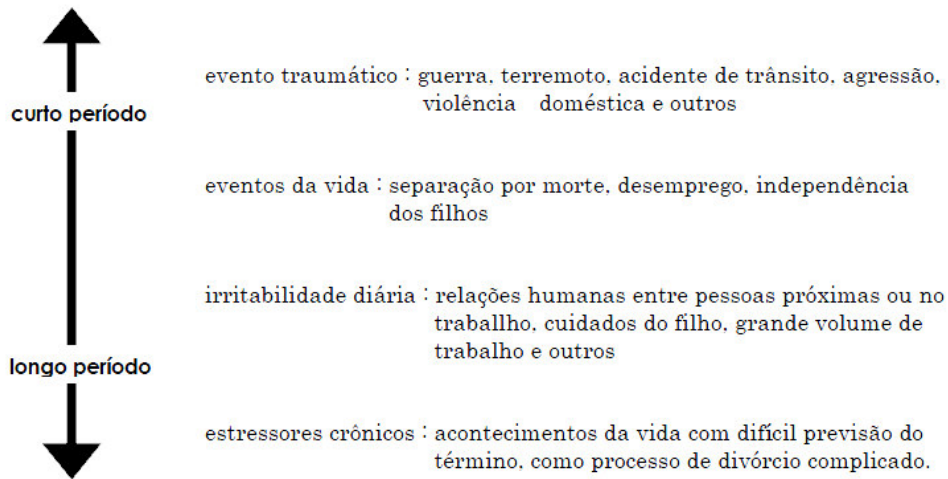 evento traumático : guerra, terremoto, acidente de trânsito, agressão,
violência doméstica e outros
curto período
eventos da vida : separação por morte, desemprego, independência
dos filhos
irritabilidade diária : relações humanas entre pessoas próximas ou no
traballho, cuidados do filho, grande volume de
trabalho e outros
longo período
estressores crônicos : acontecimentos da vida com difícil previsão do
término, como processo de divórcio complicado.